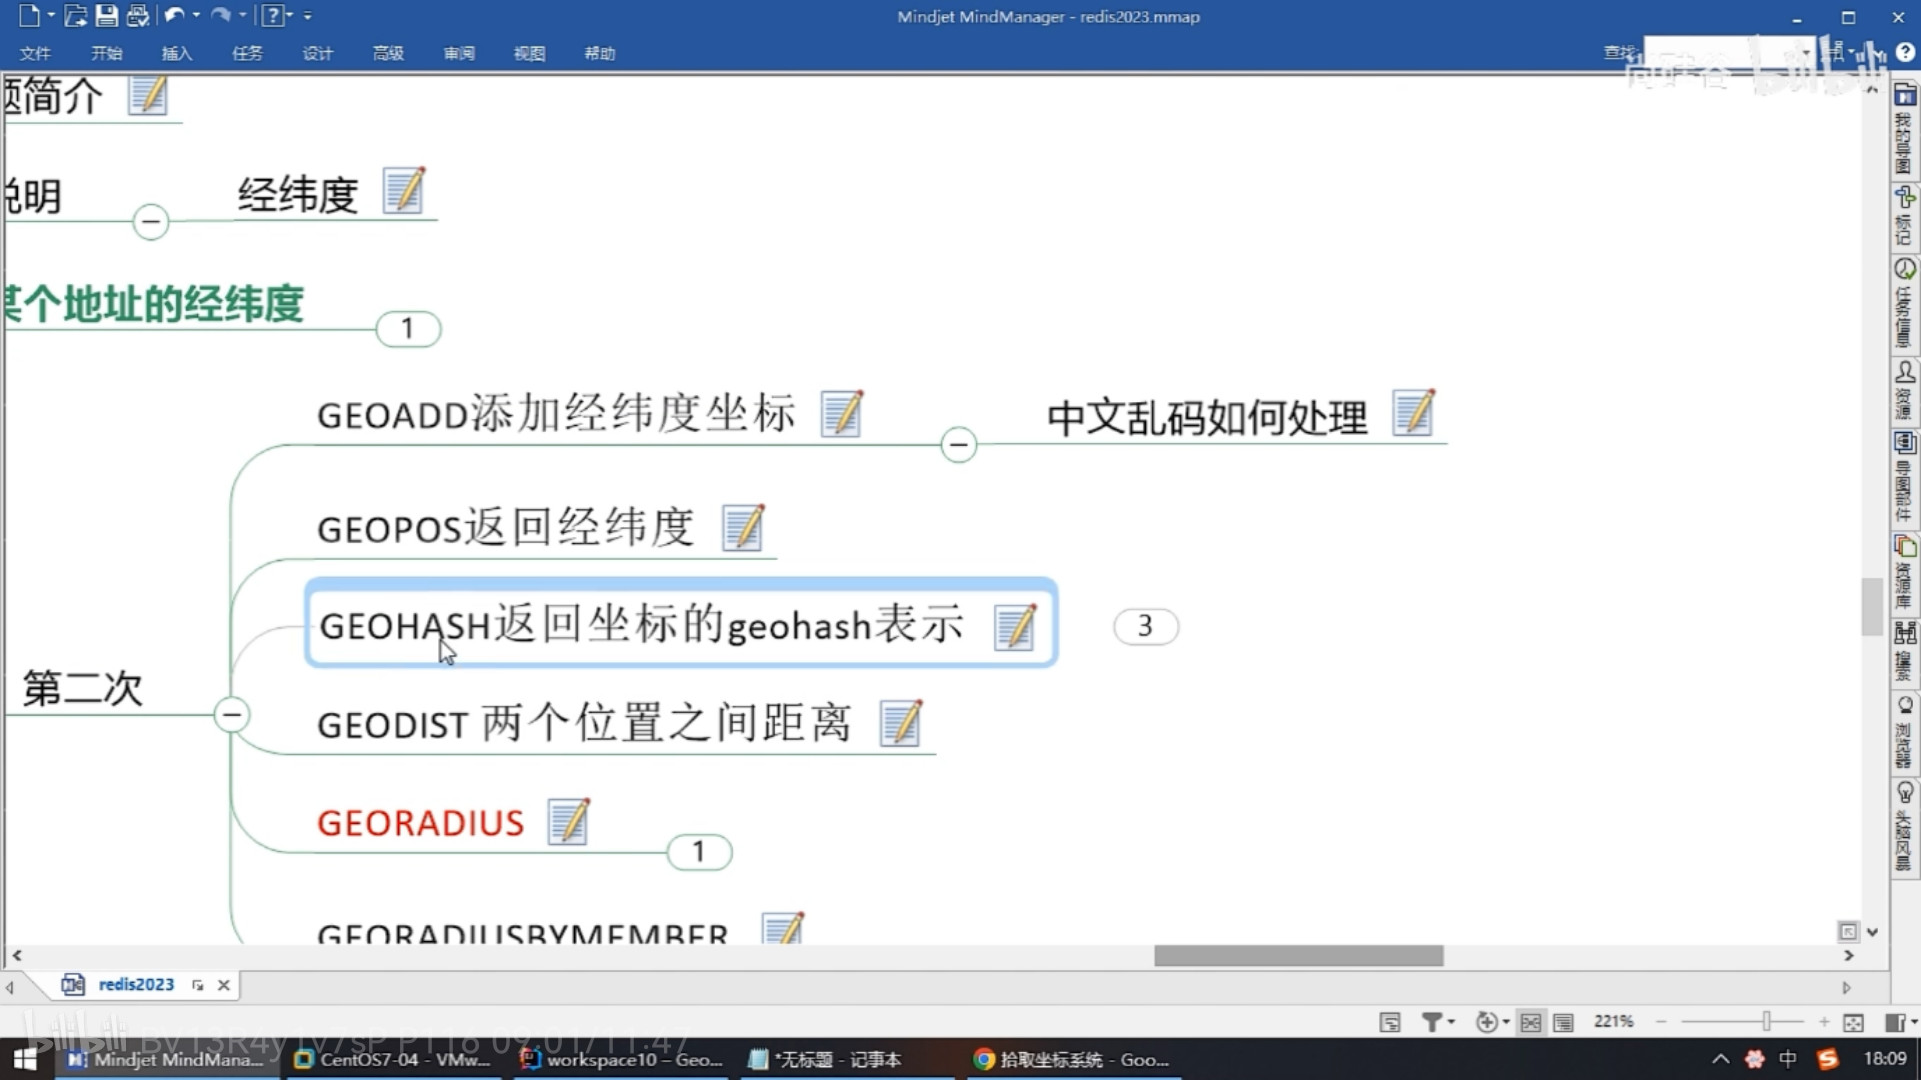 Mindjet MindManager - redis2023.mmap
文件 开始 插入 任务 设计 高级 审阅 视图 帮助
查找
尚硅谷 bilibili
题简介
说明 经纬度
某个地址的经纬度 1
GEOADD添加经纬度坐标 中文乱码如何处理
GEOPOS返回经纬度
GEOHASH返回坐标的geohash表示 3
第二次
GEODIST 两个位置之间距离
GEORADIUS 1
GEORADIUSBYMEMBER
我的导图
标记
任务信息
资源
导图部件
资源库
搜索
浏览器
头脑风暴
redis2023
221%
bilibili BV13R4y1v7sP P116 09:01/11:47
Mindjet MindMana... CentOS7-04 - VMw... workspace10 – Geo... *无标题 - 记事本 拾取坐标系统 - Goo... 中 18:09